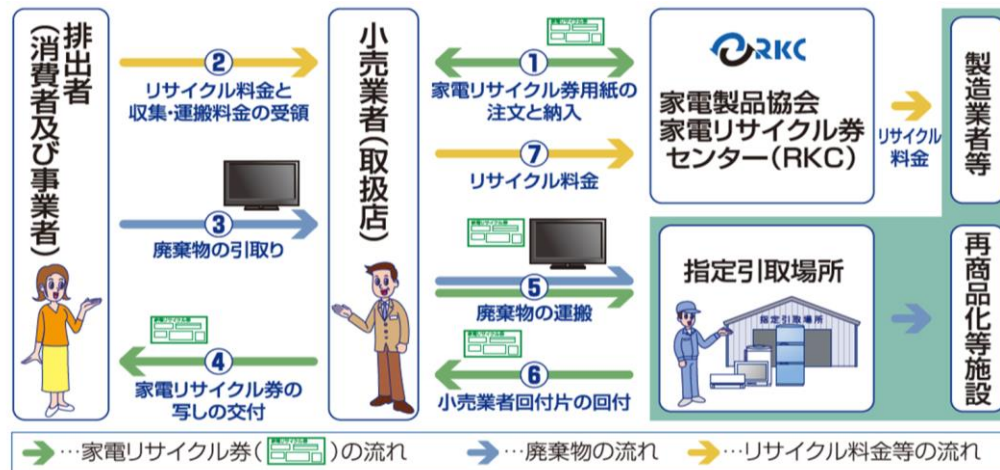 排出者
(消費者及び事業者)
②
リサイクル料金と
収集・運搬料金の受領
③
廃棄物の引取り
④
家電リサイクル券の
写しの交付
小売業者(取扱店)
①
家電リサイクル券用紙の
注文と納入
⑦
リサイクル料金
⑤
廃棄物の運搬
⑥
小売業者回付片の回付
RKC
家電製品協会
家電リサイクル券
センター(RKC)
リサイクル
料金
製造業者等
指定引取場所
指定引取場所
再商品化等施設
…家電リサイクル券( )の流れ
…廃棄物の流れ
…リサイクル料金等の流れ